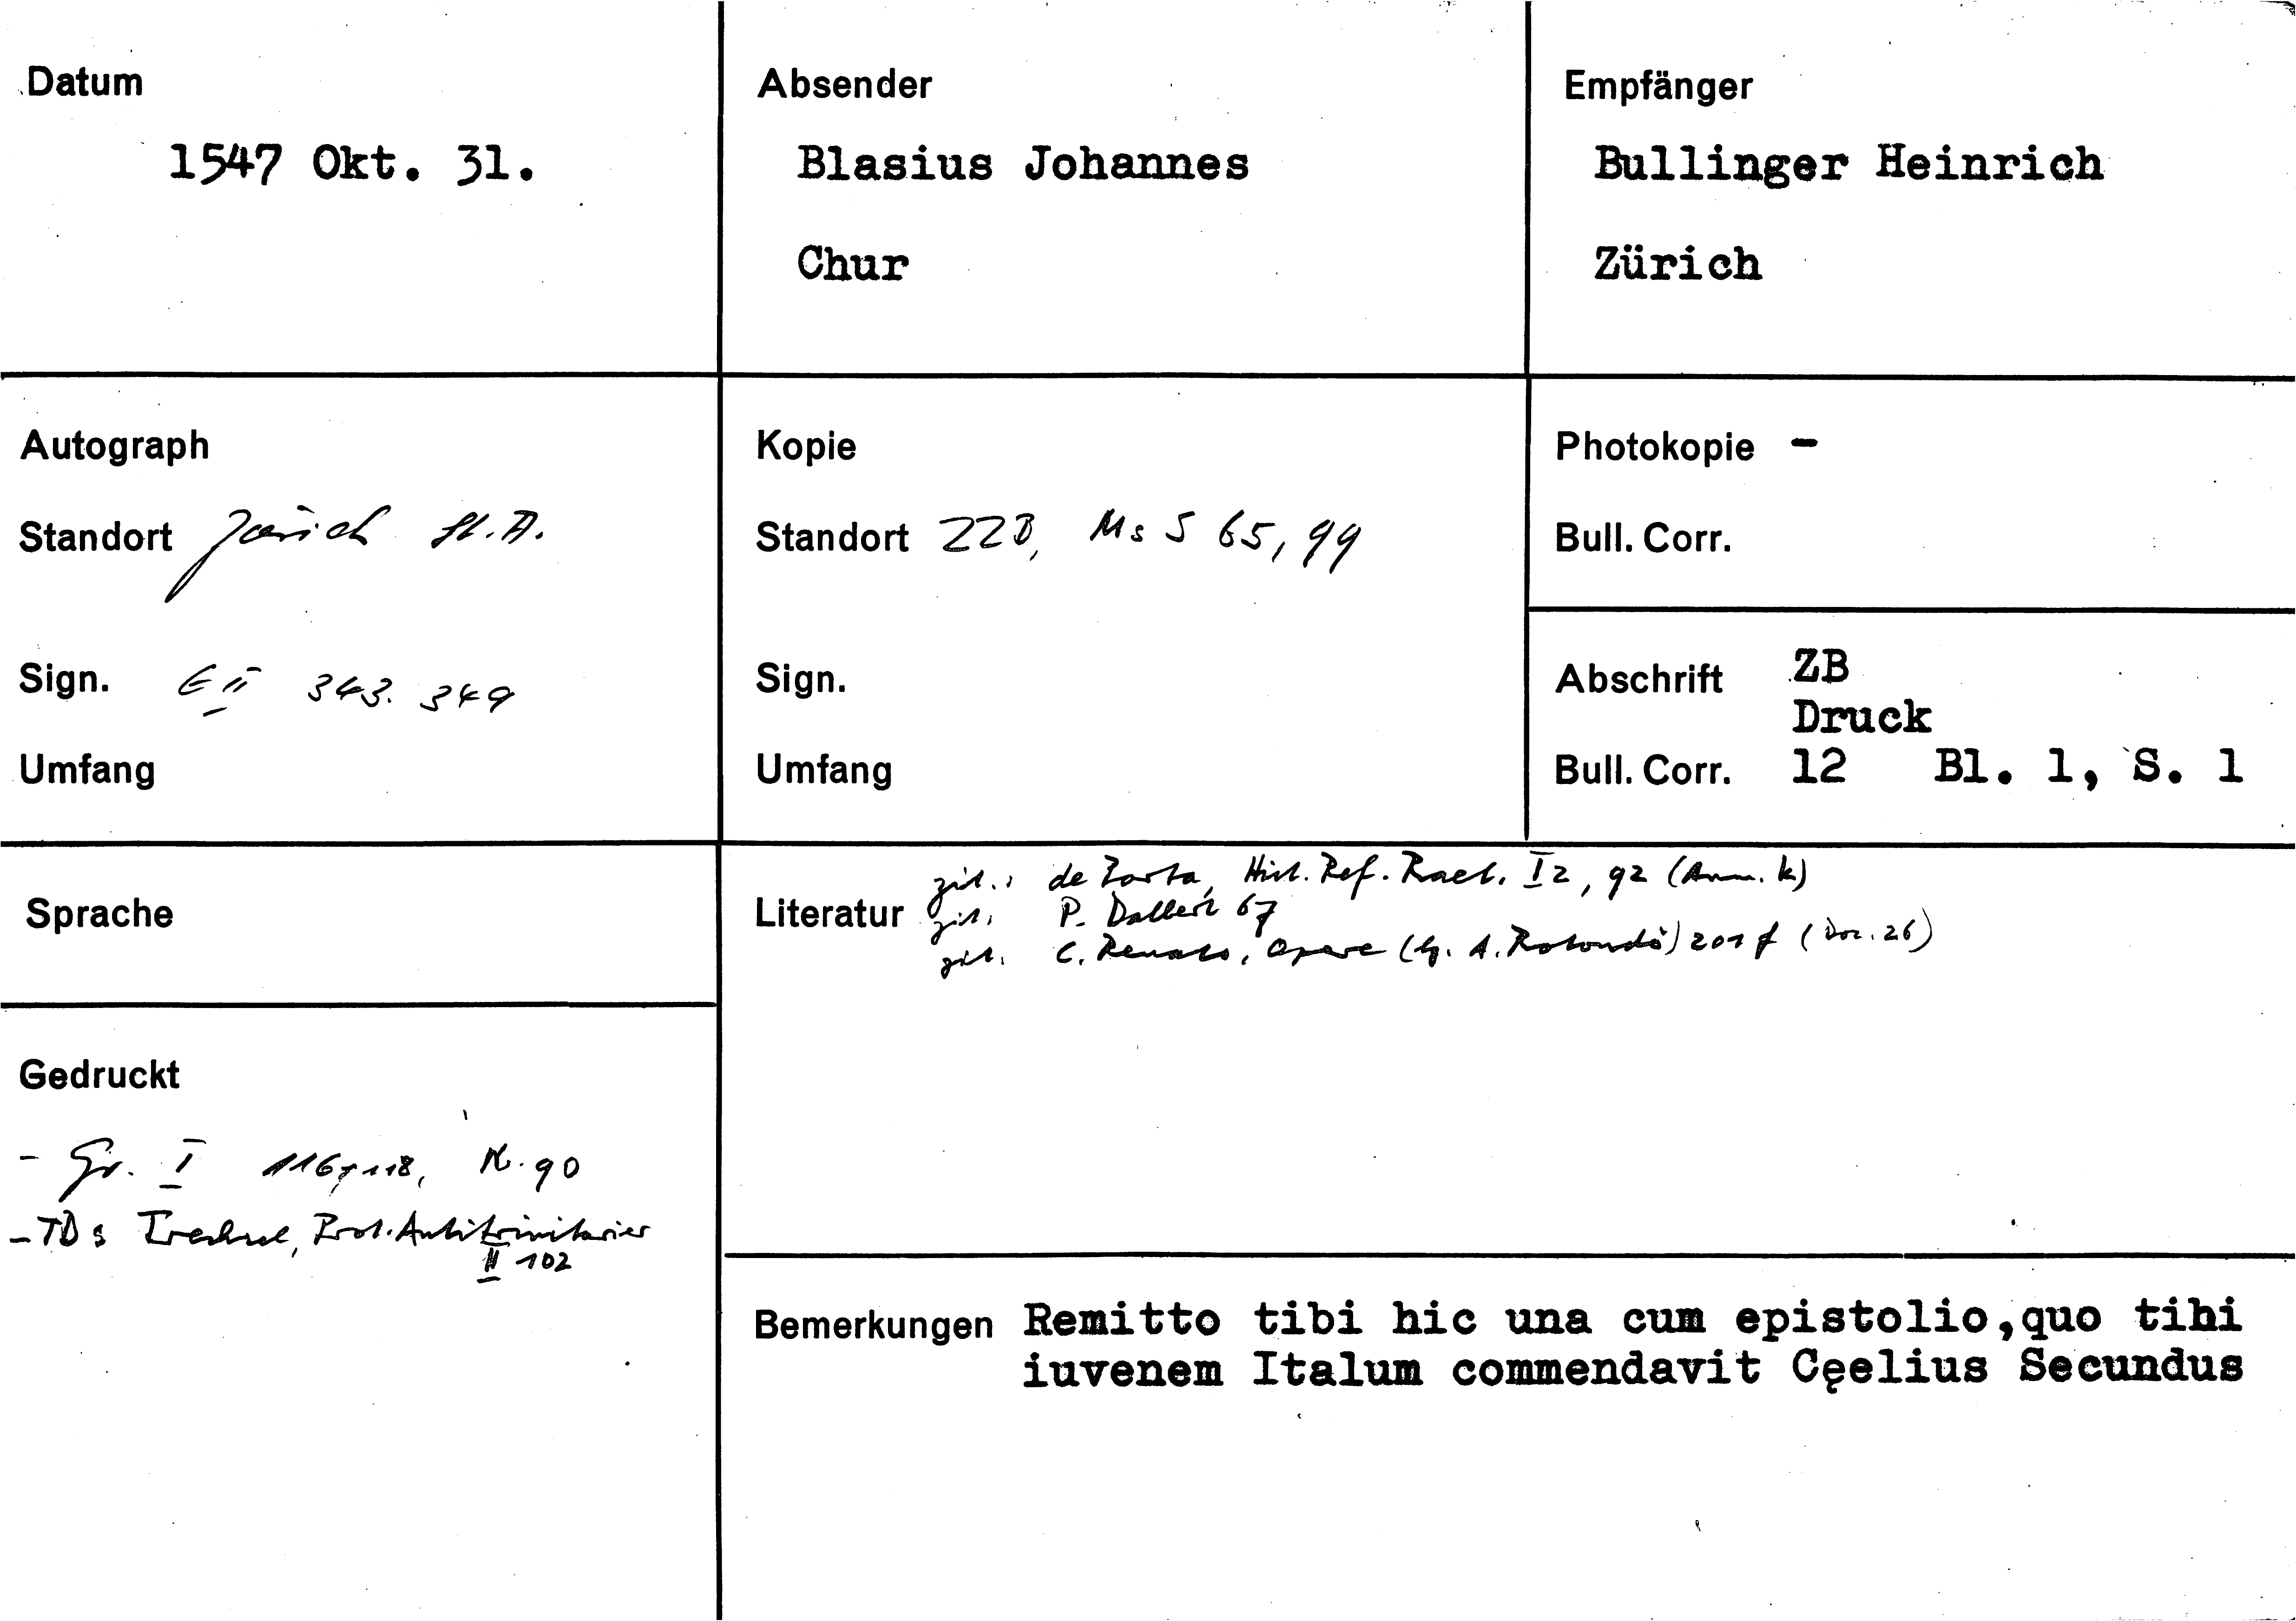 Datum
1547 Okt. 31.
Absender
Blasius Johannes
Chur
Empfänger
Bullinger Heinrich
Zürich
Autograph
Standort Zürich St.A.
Sign. E II 343. 349
Umfang
Kopie
Standort ZZB, Ms S 65, 99
Sign.
Umfang
Photokopie -
Bull. Corr.
Abschrift ZB
Druck
Bull. Corr. 12 Bl. 1, S. 1
Sprache
Gedruckt
- Gr. I 116-118, N. 90
- TDs Trechsel, Prot. Antitrinitarier
II 102
Literatur
zit.: de Porta, Hist. Ref. Raet. I 2, 92 (Anm. k)
zit. P. Dalbert 67
zit. C. Renato, Opere (Hg. A. Rotondò) 201 f (Doc. 26)
Bemerkungen Remitto tibi hic una cum epistolio,quo tihi
iuvenem Italum commendavit Cęelius Secundus